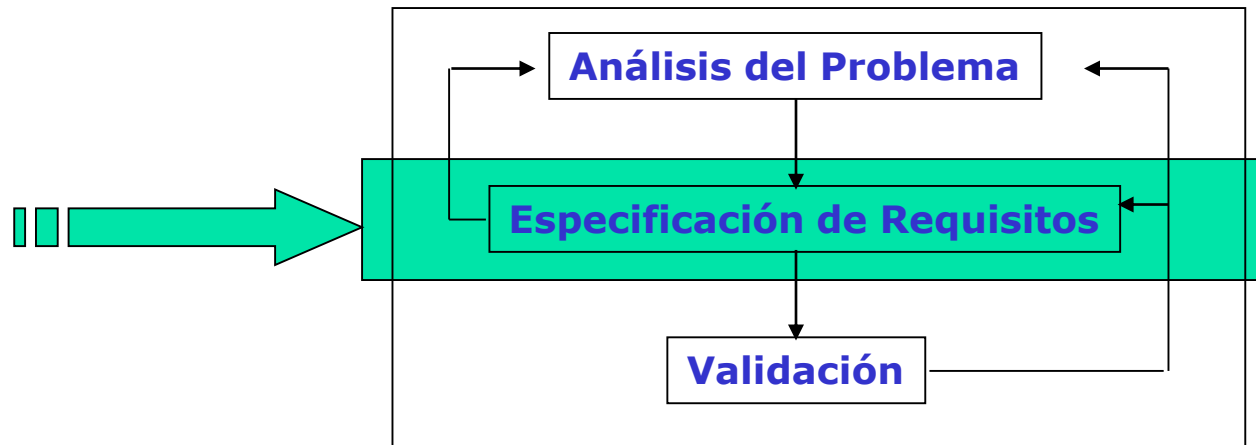 Análisis del Problema
Especificación de Requisitos
Validación